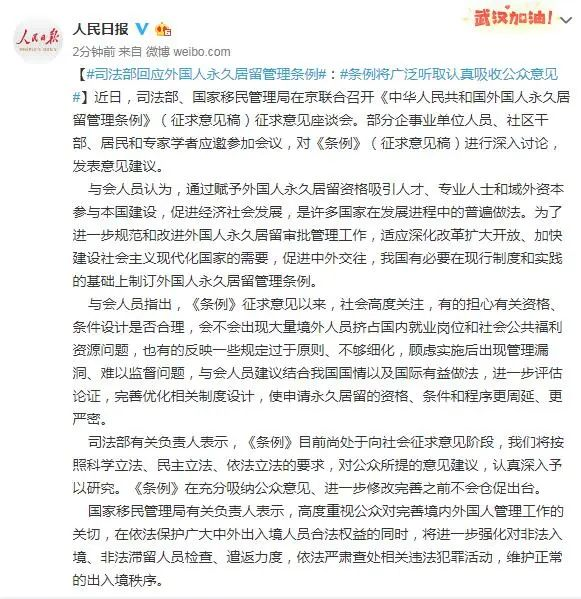 武汉加油!
人民日报
PEOPLE'S DAILY
人民日报
2分钟前 来自 微博 weibo.com
【#司法部回应外国人永久居留管理条例#：#条例将广泛听取认真吸收公众意见
#】近日，司法部、国家移民管理局在京联合召开《中华人民共和国外国人永久居
留管理条例》（征求意见稿）征求意见座谈会。部分企事业单位人员、社区干
部、居民和专家学者应邀参加会议，对《条例》（征求意见稿）进行深入讨论，
发表意见建议。
与会人员认为，通过赋予外国人永久居留资格吸引人才、专业人士和域外资本
参与本国建设，促进经济社会发展，是许多国家在发展进程中的普遍做法。为了
进一步规范和改进外国人永久居留审批管理工作，适应深化改革扩大开放、加快
建设社会主义现代化国家的需要，促进中外交往，我国有必要在现行制度和实践
的基础上制订外国人永久居留管理条例。
与会人员指出，《条例》征求意见以来，社会高度关注，有的担心有关资格、
条件设计是否合理，会不会出现大量境外人员挤占国内就业岗位和社会公共福利
资源问题，也有的反映一些规定过于原则、不够细化，顾虑实施后出现管理漏
洞、难以监督问题，与会人员建议结合我国国情以及国际有益做法，进一步评估
论证，完善优化相关制度设计，使申请永久居留的资格、条件和程序更周延、更
严密。
司法部有关负责人表示，《条例》目前尚处于向社会征求意见阶段，我们将按
照科学立法、民主立法、依法立法的要求，对公众所提的意见建议，认真深入予
以研究。《条例》在充分吸纳公众意见、进一步修改完善之前不会仓促出台。
国家移民管理局有关负责人表示，高度重视公众对完善境内外国人管理工作的
关切，在依法保护广大中外出入境人员合法权益的同时，将进一步强化对非法入
境、非法滞留人员检查、遣返力度，依法严肃查处相关违法犯罪活动，维护正常
的出入境秩序。